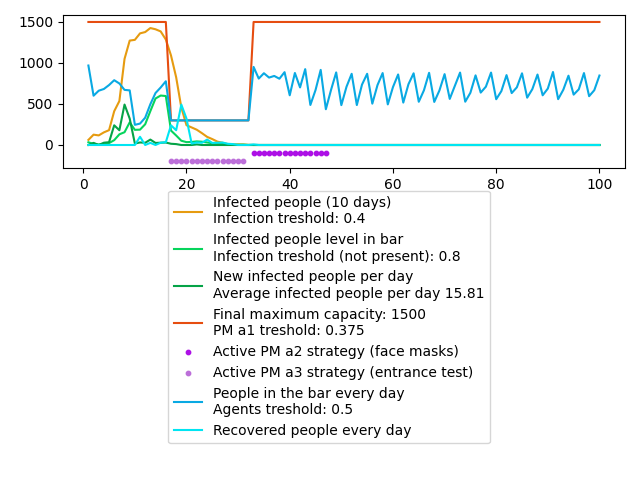 1500
1000
500
0
0 20 40 60 80 100
Infected people (10 days)
Infection treshold: 0.4
Infected people level in bar
Infection treshold (not present): 0.8
New infected people per day
Average infected people per day 15.81
Final maximum capacity: 1500
PM a1 treshold: 0.375
Active PM a2 strategy (face masks)
Active PM a3 strategy (entrance test)
People in the bar every day
Agents treshold: 0.5
Recovered people every day